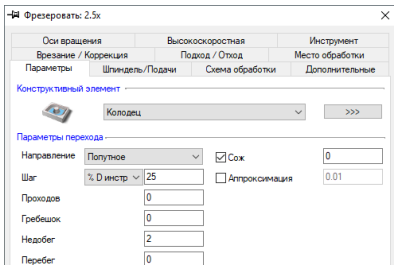 Фрезеровать: 2.5x
Оси вращения Высокоскоростная Инструмент
Врезание / Коррекция Подход / Отход Место обработки
Параметры Шпиндель/Подачи Схема обработки Дополнительные
Конструктивный элемент
Колодец >>>
Параметры перехода
Направление Попутное Сож 0
Шаг % D инстр 25 Аппроксимация 0.01
Проходов 0
Гребешок 0
Недобег 2
Перебег 0